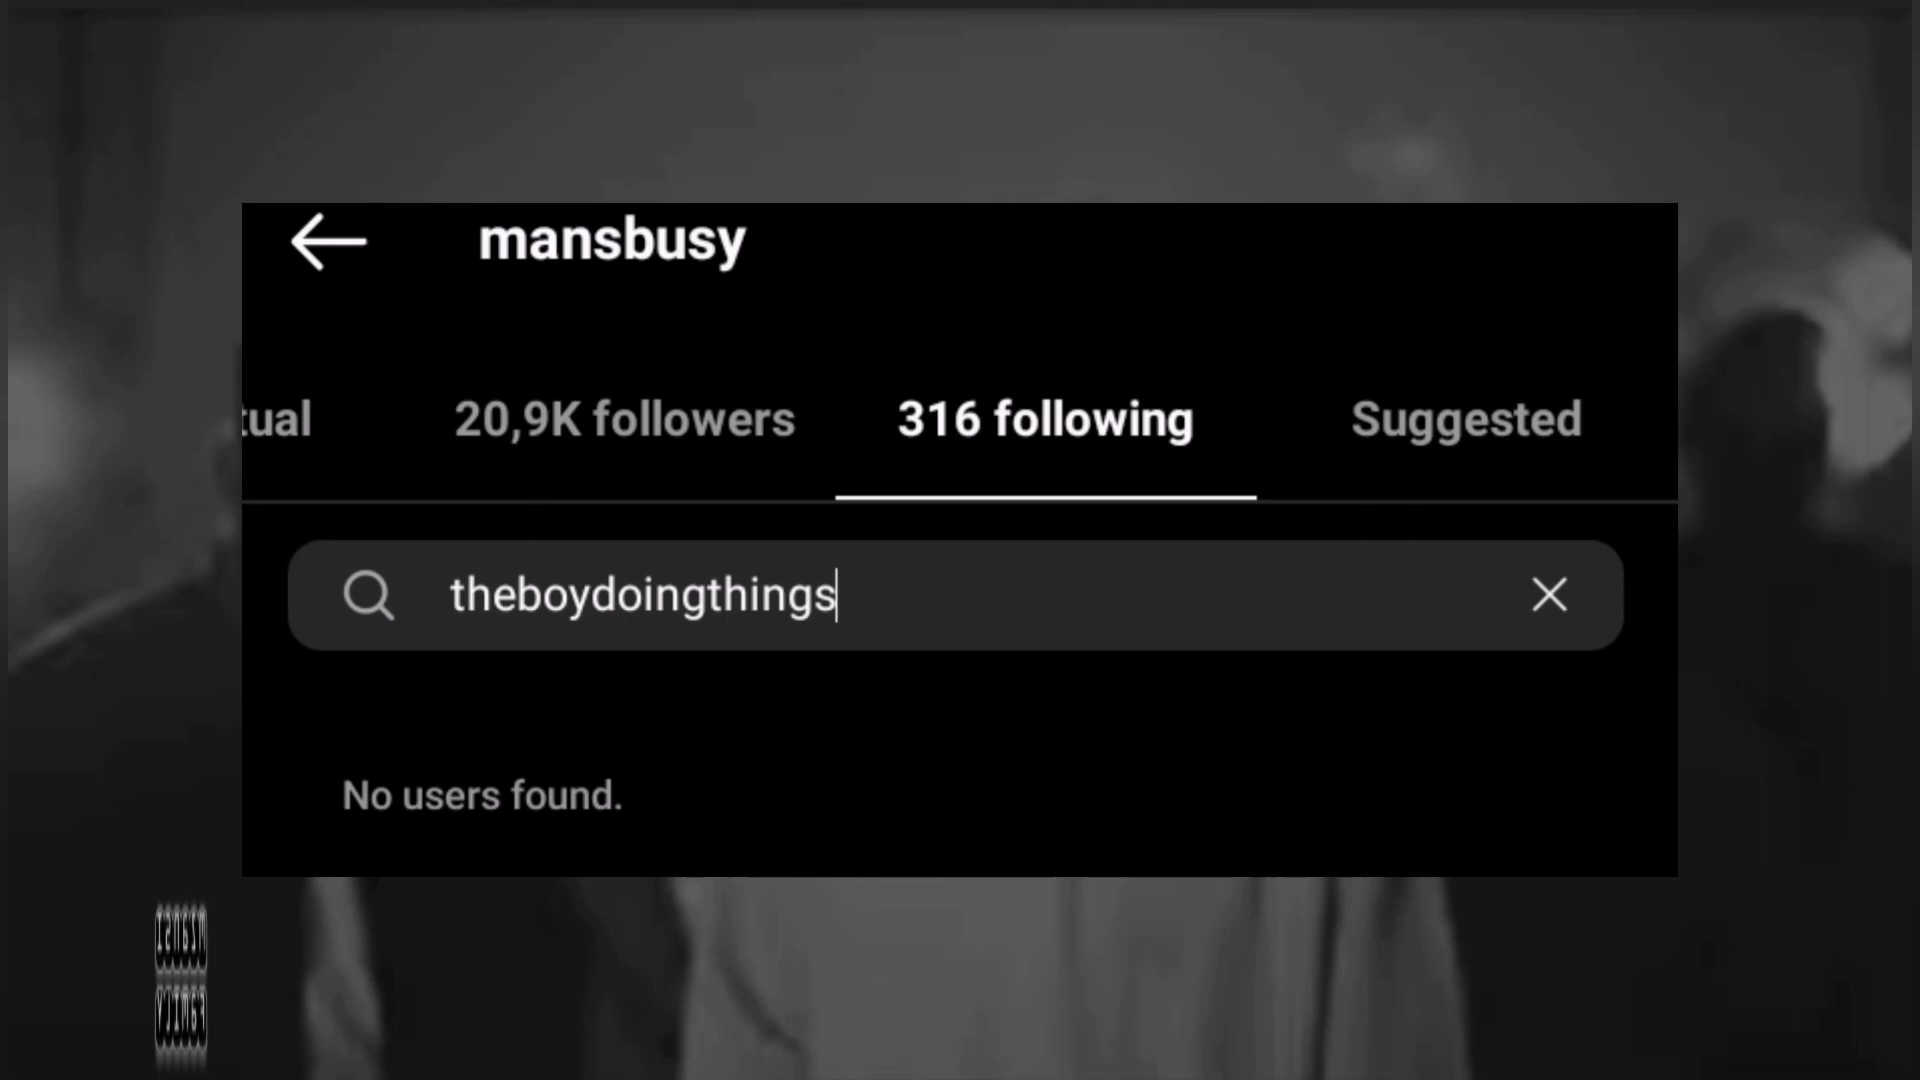 mansbusy
tual
20,9K followers
316 following
Suggested
theboydoingthings
No users found.